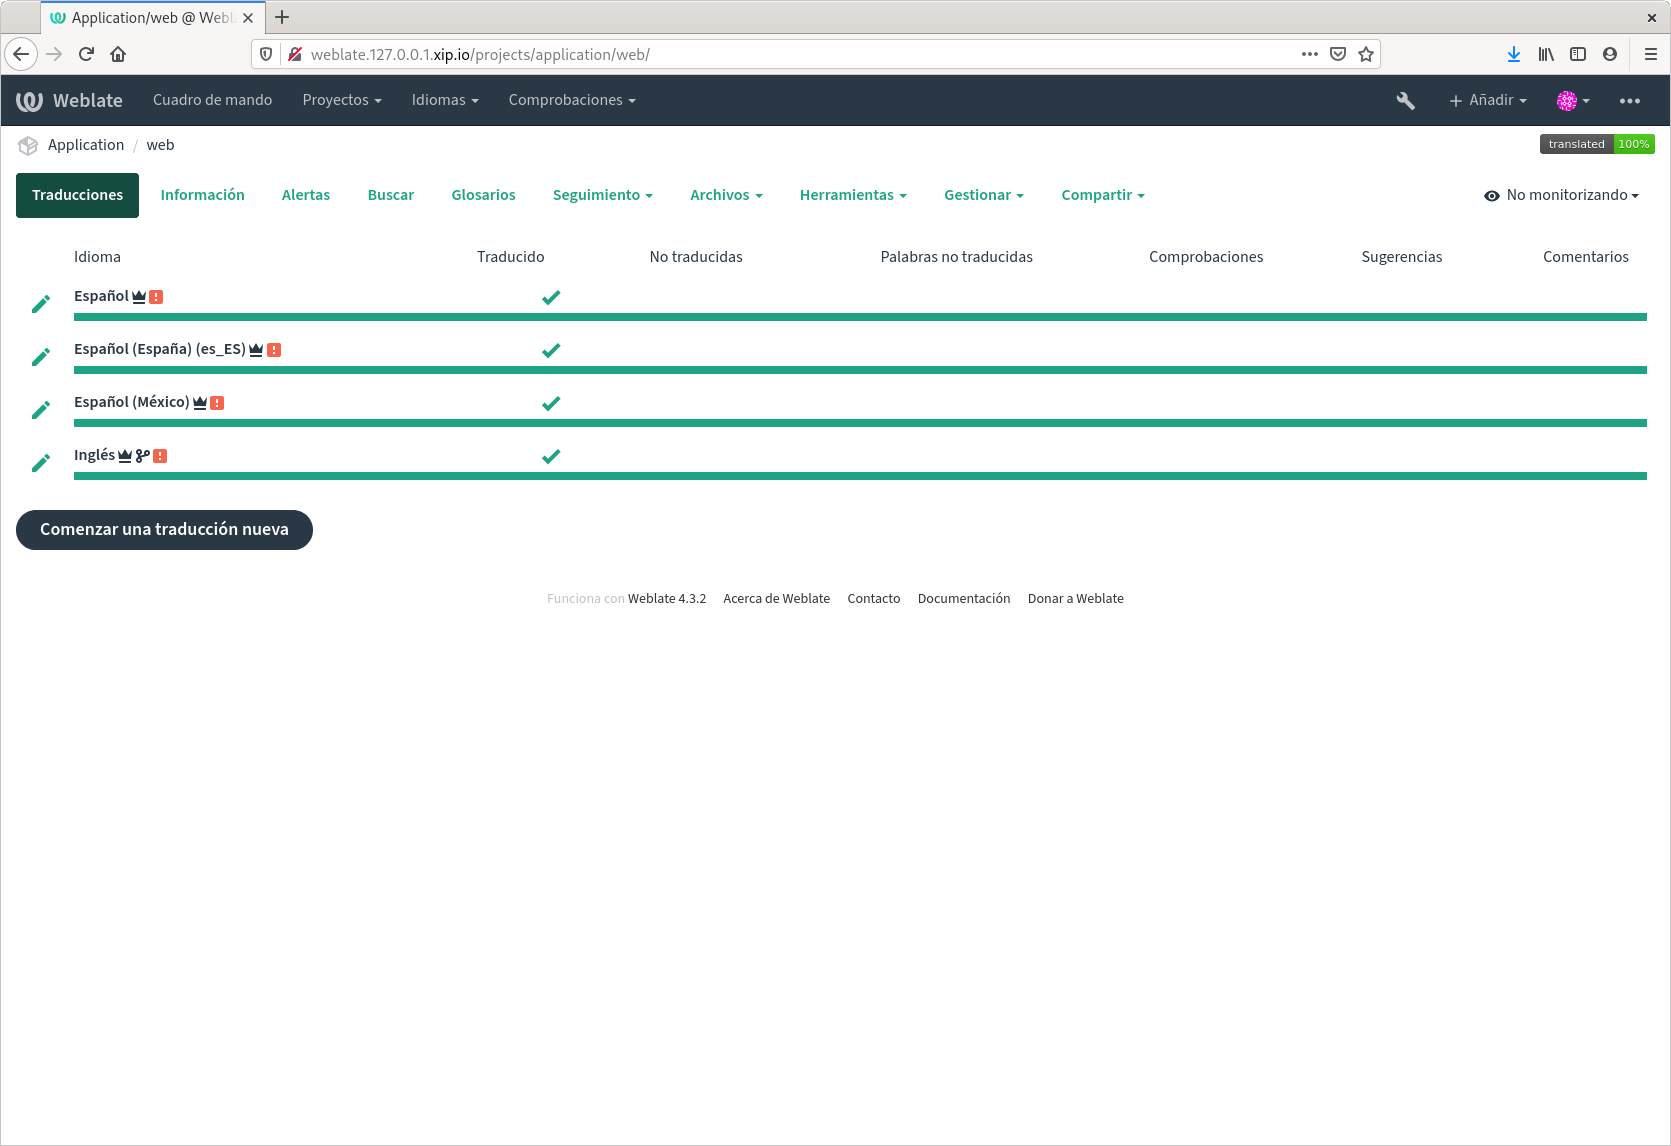 Application/web @ Webl
weblate.127.0.0.1.xip.io/projects/application/web/
Weblate Cuadro de mando Proyectos Idiomas Comprobaciones Añadir
Application / web translated 100%
Traducciones Información Alertas Buscar Glosarios Seguimiento Archivos Herramientas Gestionar Compartir No monitorizando
Idioma Traducido No traducidas Palabras no traducidas Comprobaciones Sugerencias Comentarios
Español
Español (España) (es_ES)
Español (México)
Inglés
Comenzar una traducción nueva
Funciona con Weblate 4.3.2 Acerca de Weblate Contacto Documentación Donar a Weblate